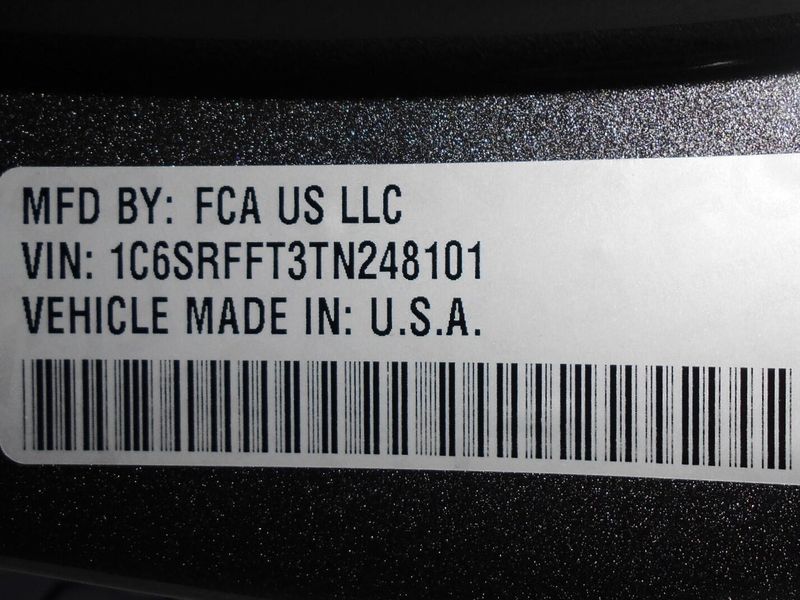 MFD BY: FCA US LLC
VIN: 1C6SRFFT3TN248101
VEHICLE MADE IN: U.S.A.